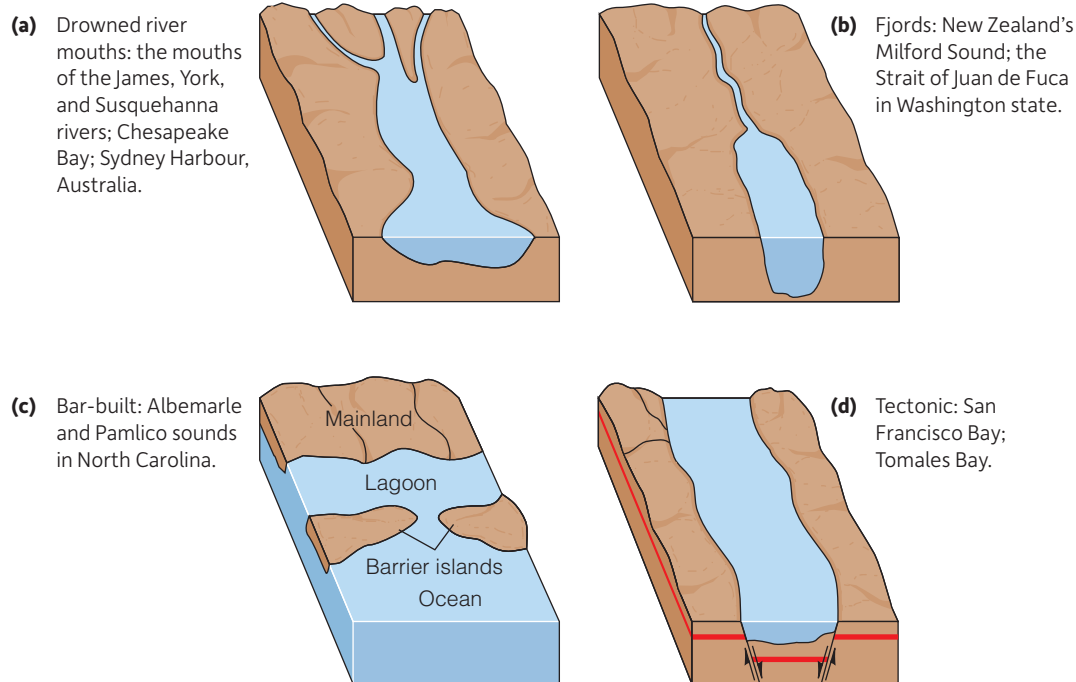 (a) Drowned river
mouths: the mouths
of the James, York,
and Susquehanna
rivers; Chesapeake
Bay; Sydney Harbour,
Australia.
(b) Fjords: New Zealand’s
Milford Sound; the
Strait of Juan de Fuca
in Washington state.
(c) Bar-built: Albemarle
and Pamlico sounds
in North Carolina.
Mainland
Lagoon
Barrier islands
Ocean
(d) Tectonic: San
Francisco Bay;
Tomales Bay.